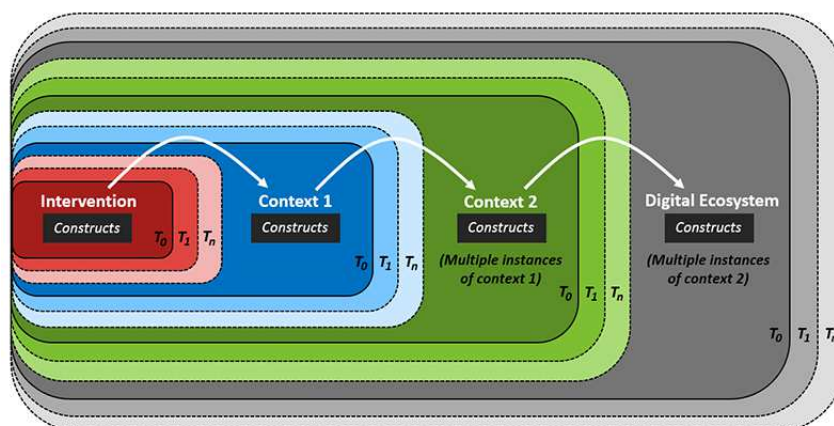 Intervention
Constructs
T0 T1 Tn
Context 1
Constructs
T0 T1 Tn
Context 2
Constructs
(Multiple instances
of context 1)
T0 T1 Tn
Digital Ecosystem
Constructs
(Multiple instances
of context 2)
T0 T1 Tn